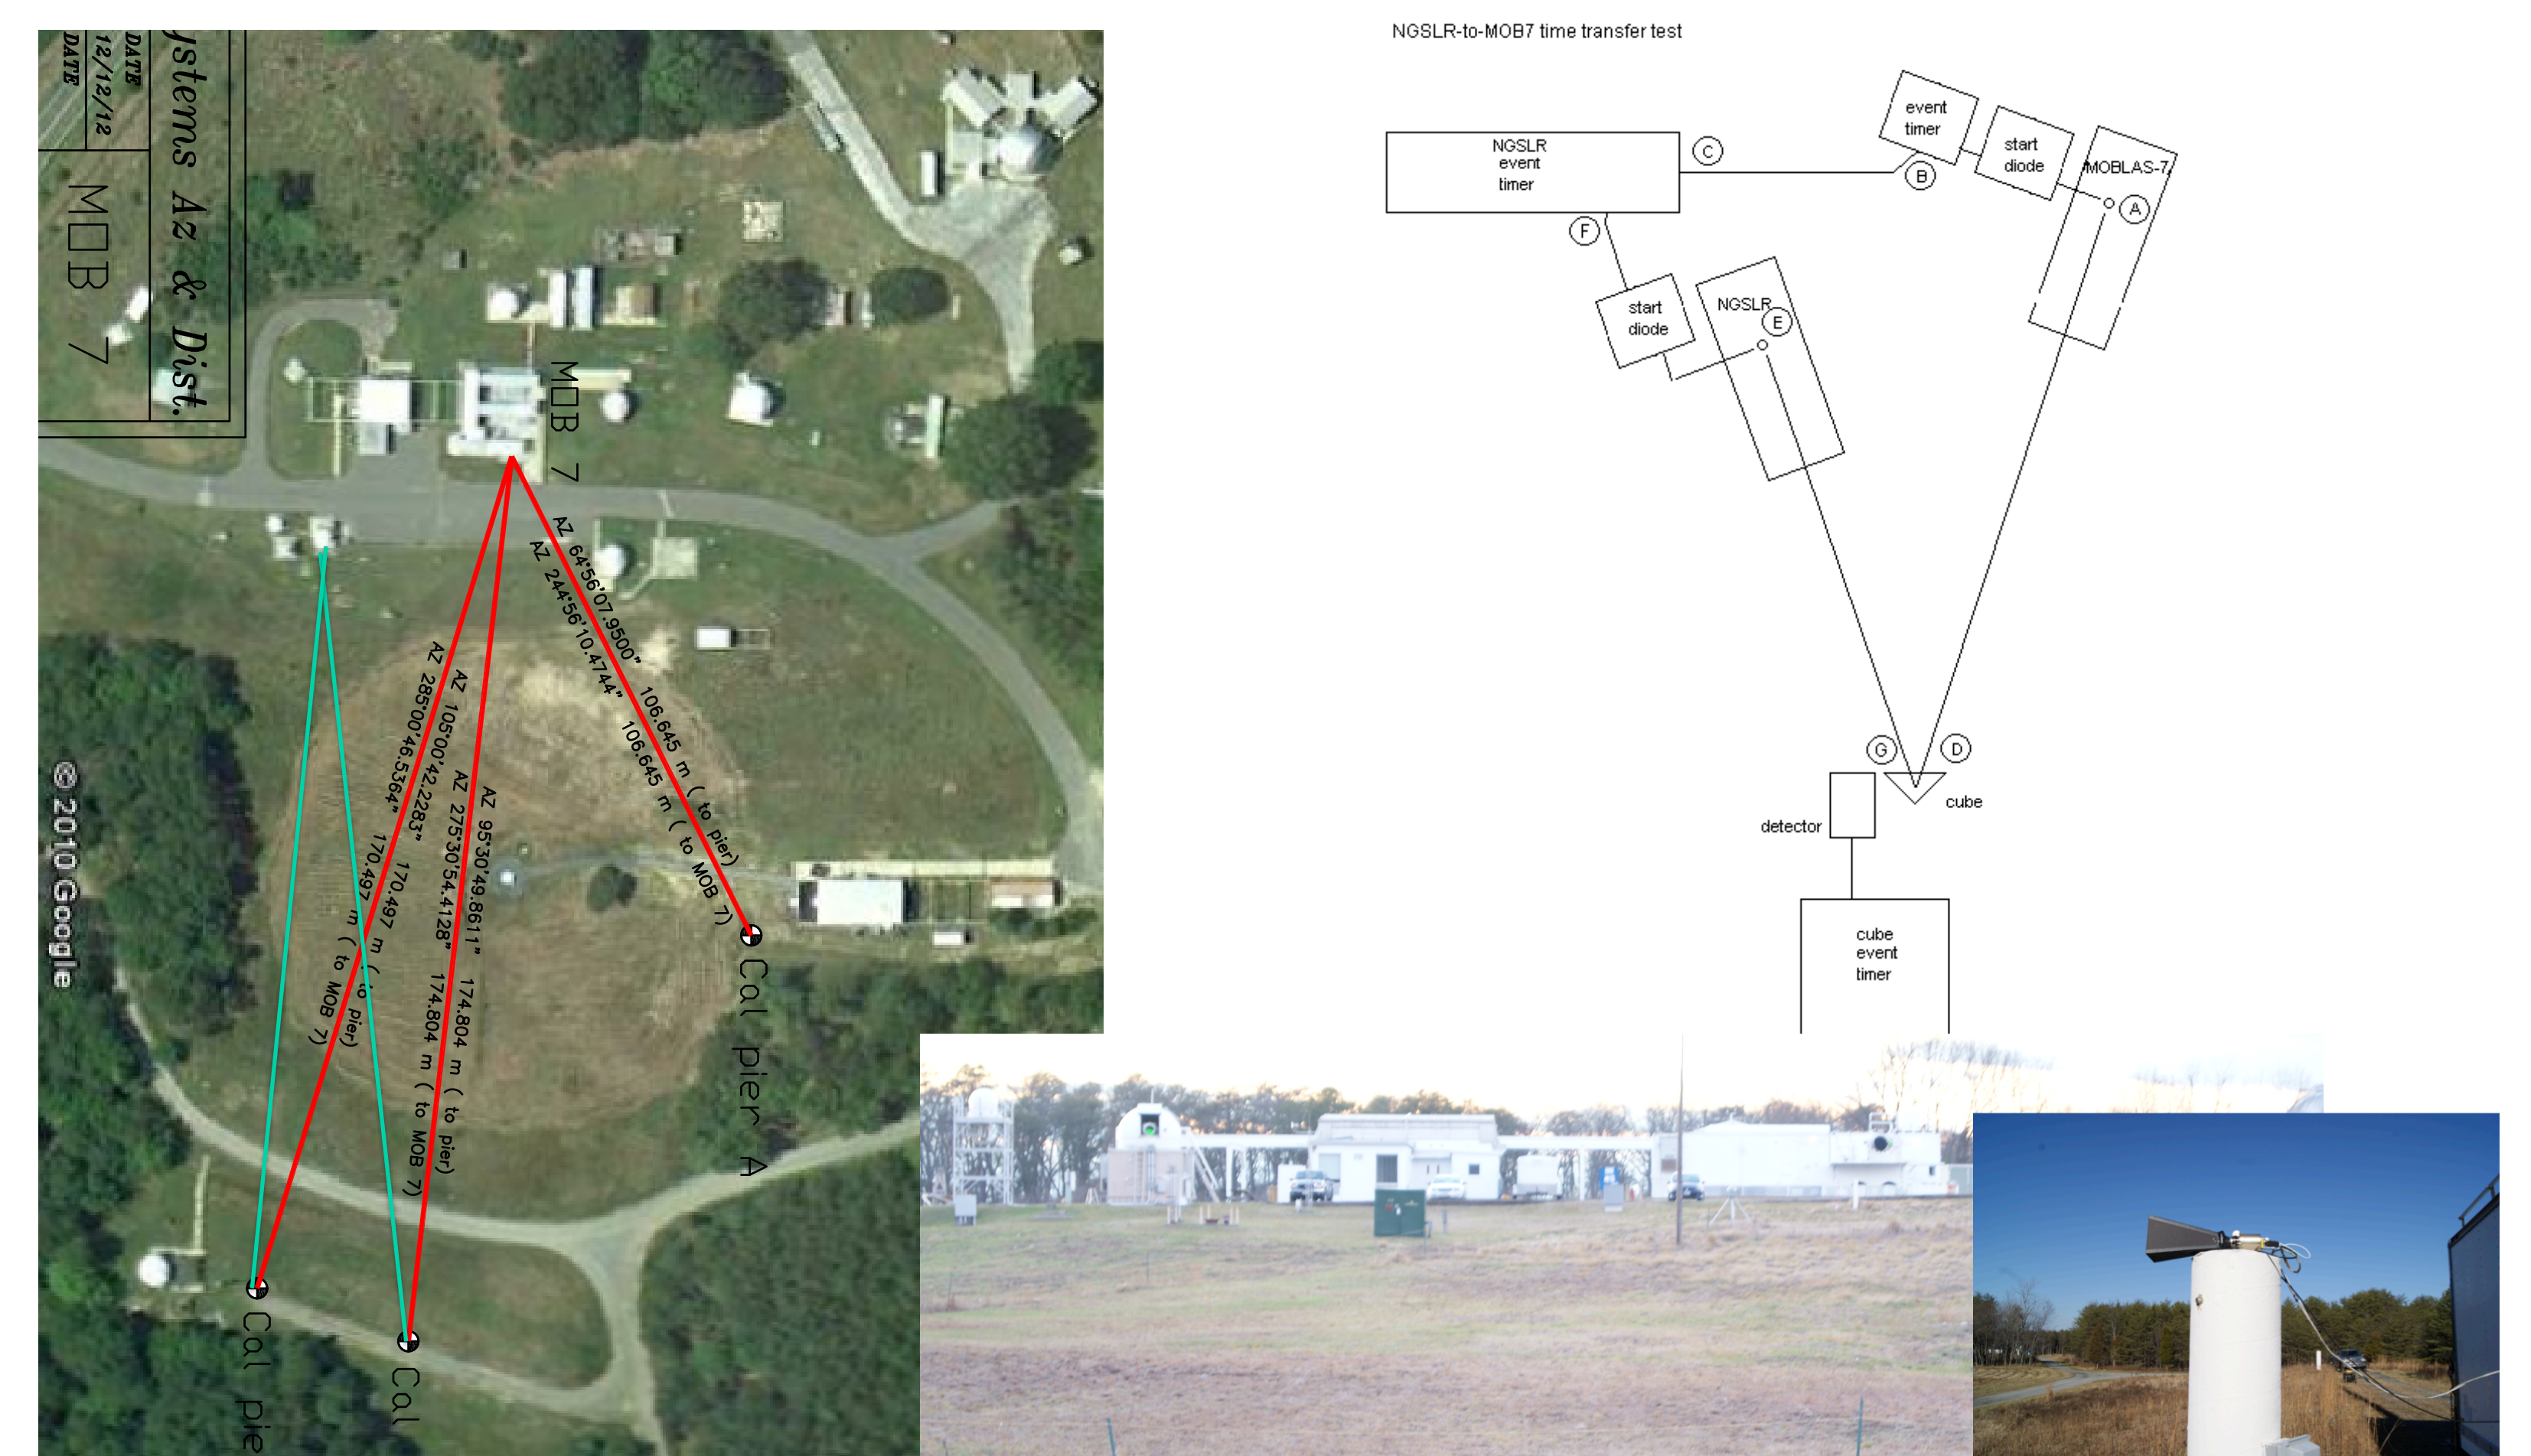 ystems Az & Dist.
DATE
12/12/12
DATE
MOB 7
MOB 7
AZ 64°56'07.9500" 106.645 m ( to pier)
AZ 244°56'10.4744" 106.645 m ( to MOB 7)
AZ 95°30'49.8611" 174.804 m ( to pier)
AZ 275°30'54.4128" 174.804 m ( to MOB 7)
AZ 105°00'42.2283" 170.497 m ( to pier)
AZ 285°00'46.5364" 170.497 m ( to MOB 7)
Cal pier A
Cal pie
Cal
© 2010 Google
NGSLR-to-MOB7 time transfer test
NGSLR
event
timer
C
event
timer
B
start
diode
MOBLAS-7
A
F
start
diode
NGSLR
E
G
D
cube
detector
cube
event
timer